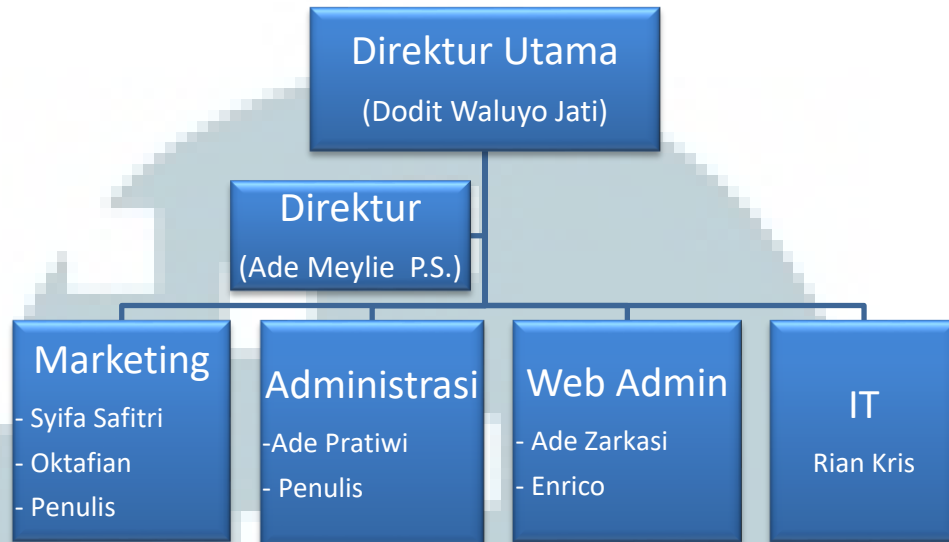 Direktur Utama
(Dodit Waluyo Jati)
Direktur
(Ade Meylie P.S.)
Marketing
- Syifa Safitri
- Oktafian
- Penulis
Administrasi
-Ade Pratiwi
- Penulis
Web Admin
- Ade Zarkasi
- Enrico
IT
Rian Kris